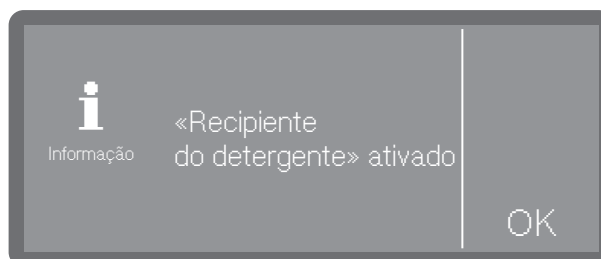 i
Informação
«Recipiente
do detergente» ativado
OK